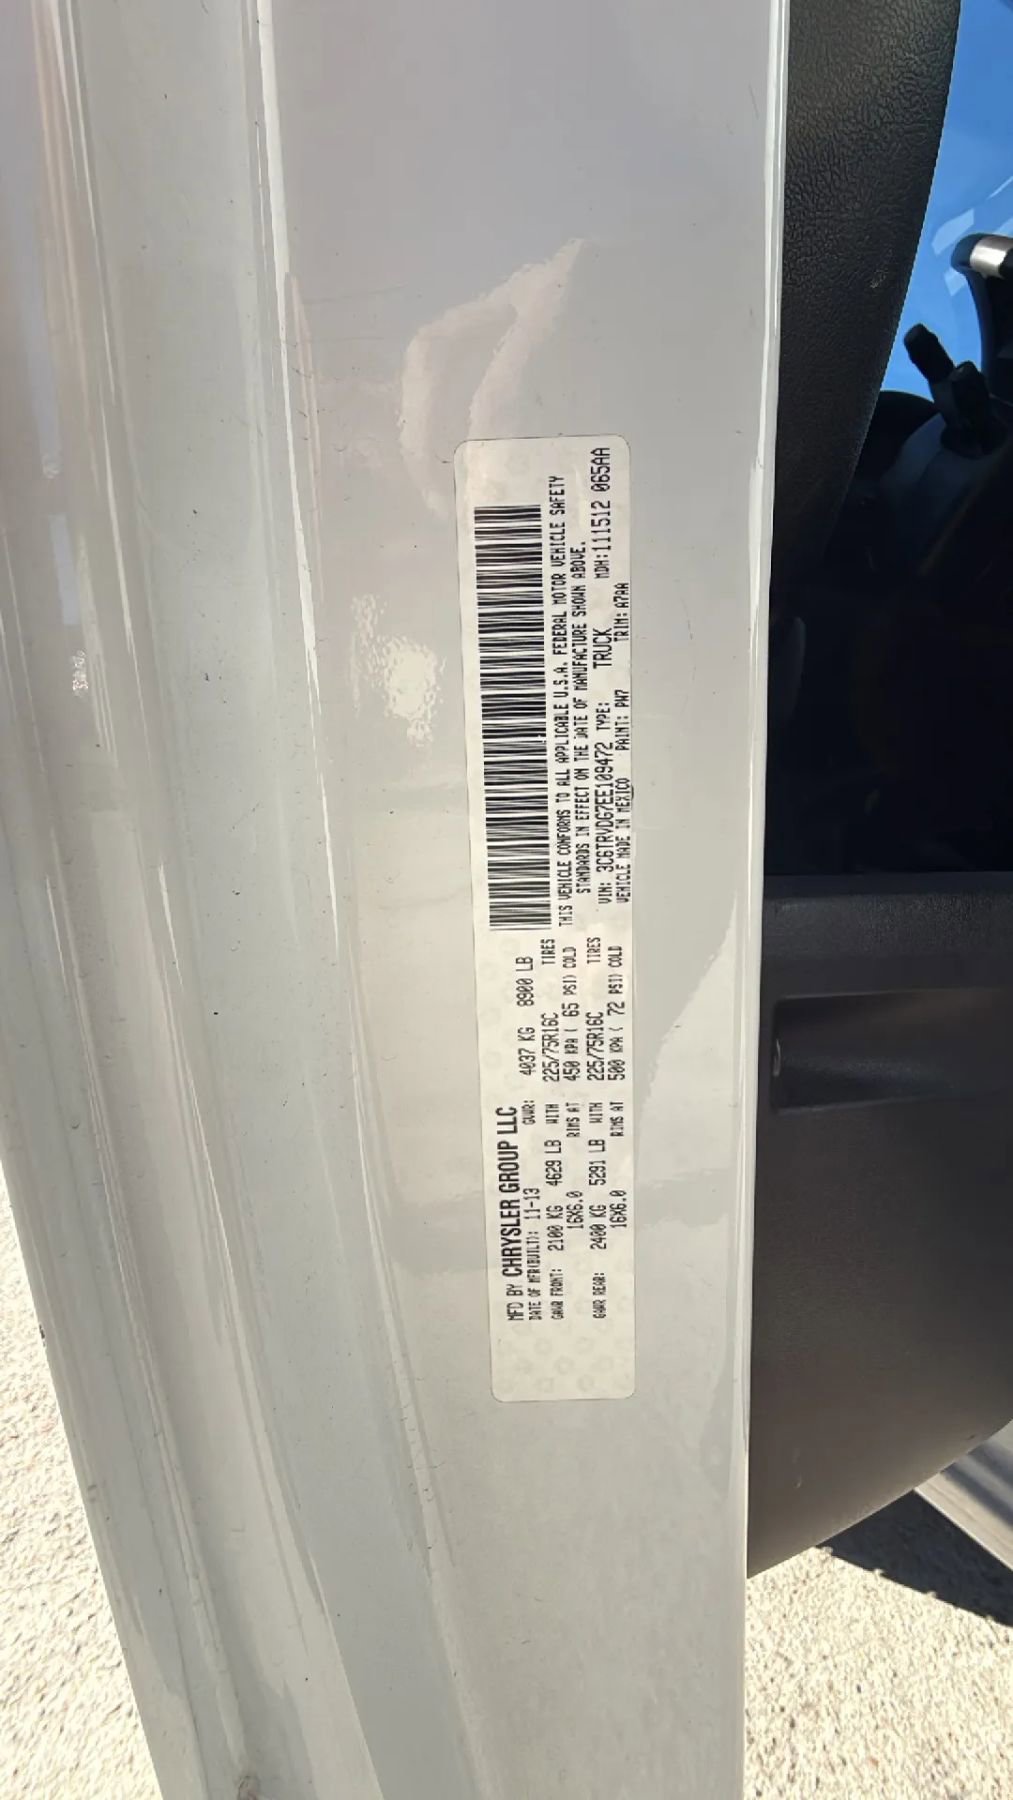 MFD BY CHRYSLER GROUP LLC
DATE OF MFR(BUILT): 11-13 GVWR: 4037 KG 8900 LB
GAWR FRONT: 2100 KG 4629 LB WITH 225/75R16C TIRES
16X6.0 RIMS AT 450 KPA ( 65 PSI) COLD
GAWR REAR: 2400 KG 5291 LB WITH 225/75R16C TIRES
16X6.0 RIMS AT 500 KPA ( 72 PSI) COLD
THIS VEHICLE CONFORMS TO ALL APPLICABLE U.S.A. FEDERAL MOTOR VEHICLE SAFETY
STANDARDS IN EFFECT ON THE DATE OF MANUFACTURE SHOWN ABOVE.
VIN: 3C6TRVDG7EE109472 TYPE: TRUCK MDH:111512 065AA
VEHICLE MADE IN MEXICO PAINT: PW7 TRIM: A7AA